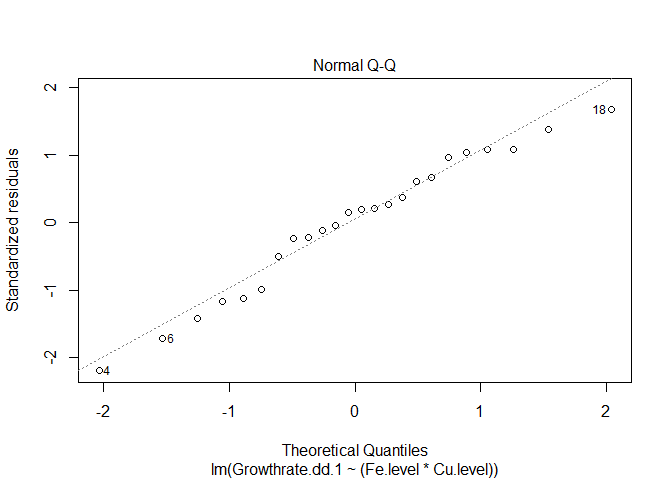 Normal Q-Q
Standardized residuals
2
1
0
-1
-2
18
6
4
-2 -1 0 1 2
Theoretical Quantiles
lm(Growthrate.dd.1 ~ (Fe.level * Cu.level))